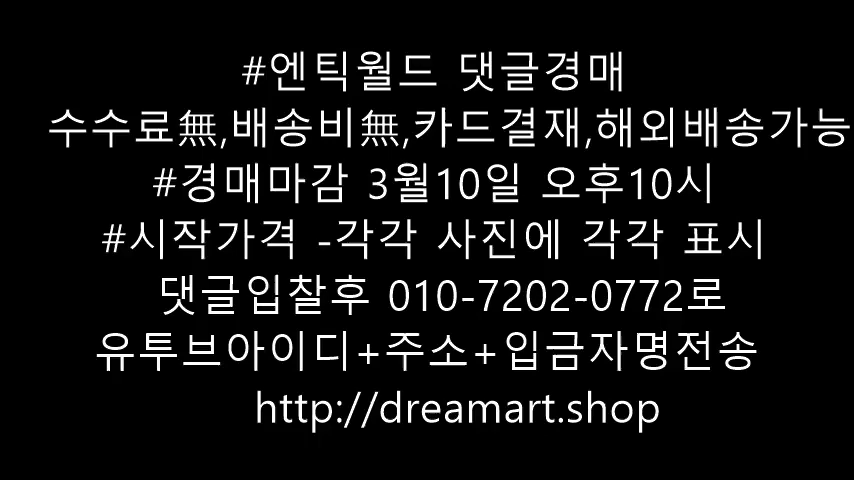 #엔틱월드 댓글경매
수수료無,배송비無,카드결재,해외배송가능
#경매마감 3월10일 오후10시
#시작가격 -각각 사진에 각각 표시
댓글입찰후 010-7202-0772로
유투브아이디+주소+입금자명전송
http://dreamart.shop